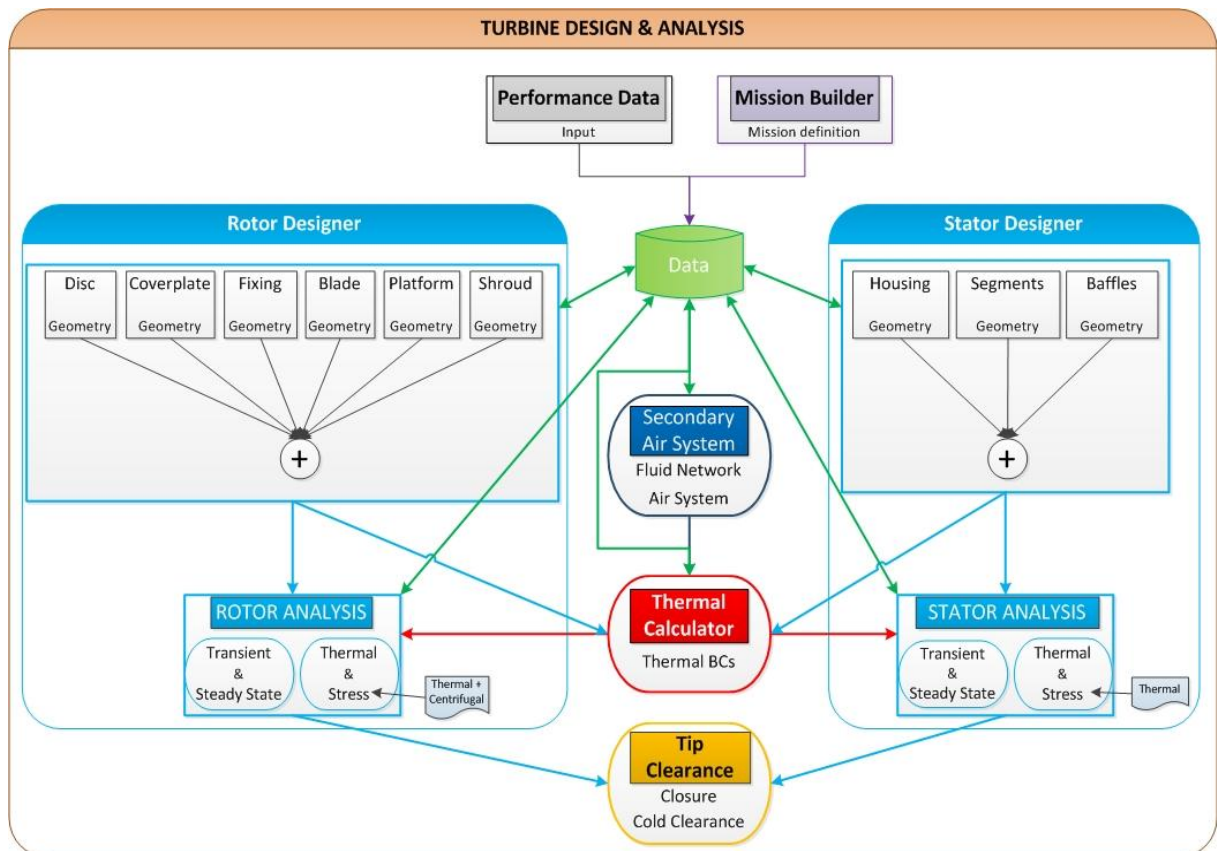 TURBINE DESIGN & ANALYSIS
Performance Data
Input
Mission Builder
Mission definition
Rotor Designer
Data
Stator Designer
Disc
Geometry
Coverplate
Geometry
Fixing
Geometry
Blade
Geometry
Platform
Geometry
Shroud
Geometry
+
Housing
Geometry
Segments
Geometry
Baffles
Geometry
+
Secondary
Air System
Fluid Network
Air System
ROTOR ANALYSIS
Transient
&
Steady State
Thermal
&
Stress
Thermal +
Centrifugal
Thermal
Calculator
Thermal BCs
STATOR ANALYSIS
Transient
&
Steady State
Thermal
&
Stress
Thermal
Tip
Clearance
Closure
Cold Clearance